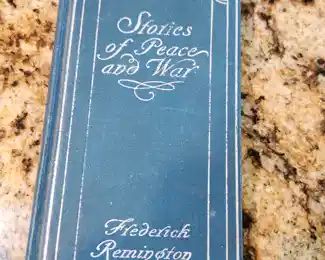 Stories
of Peace
and War
Frederick
Remington